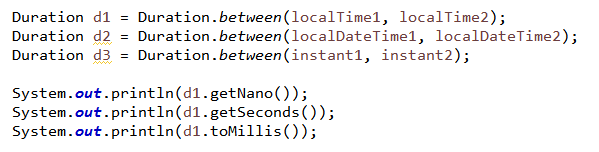 Duration d1 = Duration.between(localTime1, localTime2);
Duration d2 = Duration.between(localDateTime1, localDateTime2);
Duration d3 = Duration.between(instant1, instant2);
System.out.println(d1.getNano());
System.out.println(d1.getSeconds());
System.out.println(d1.toMillis());